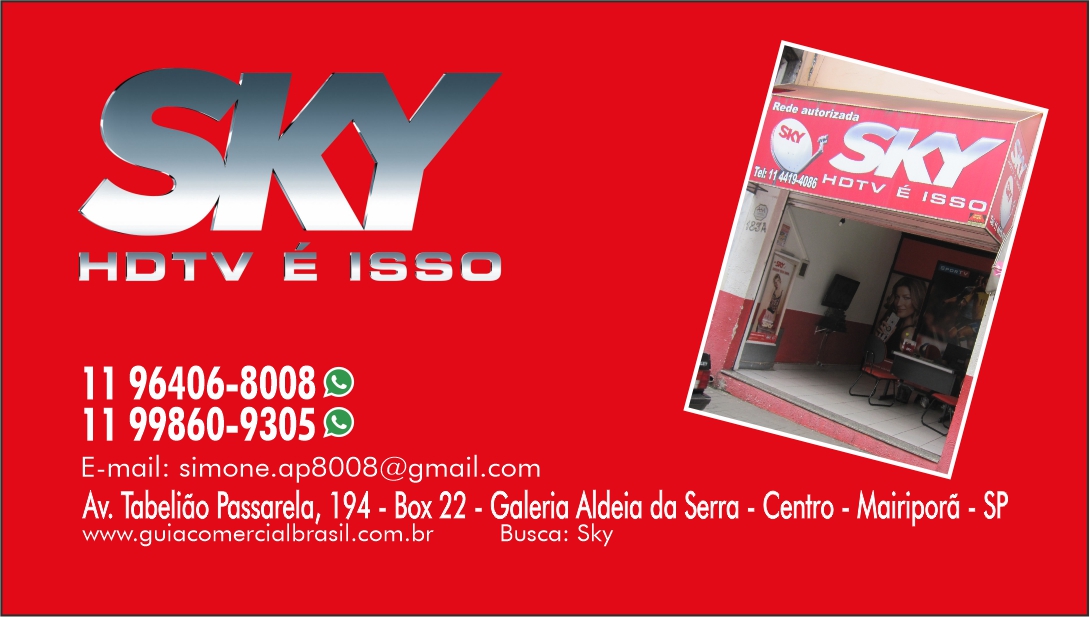 SKY
HDTV É ISSO
11 96406-8008
11 99860-9305
E-mail: simone.ap8008@gmail.com
Av. Tabelião Passarela, 194 - Box 22 - Galeria Aldeia da Serra - Centro - Mairiporã - SP
www.guiacomercialbrasil.com.br Busca: Sky
Rede autorizada
SKY
SKY
Tel: 11 4419-4086
HDTV É ISSO
SPORTV